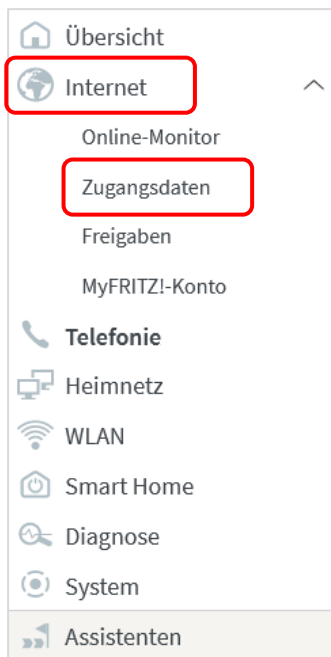 Übersicht
Internet
Online-Monitor
Zugangsdaten
Freigaben
MyFRITZ!-Konto
Telefonie
Heimnetz
WLAN
Smart Home
Diagnose
System
Assistenten